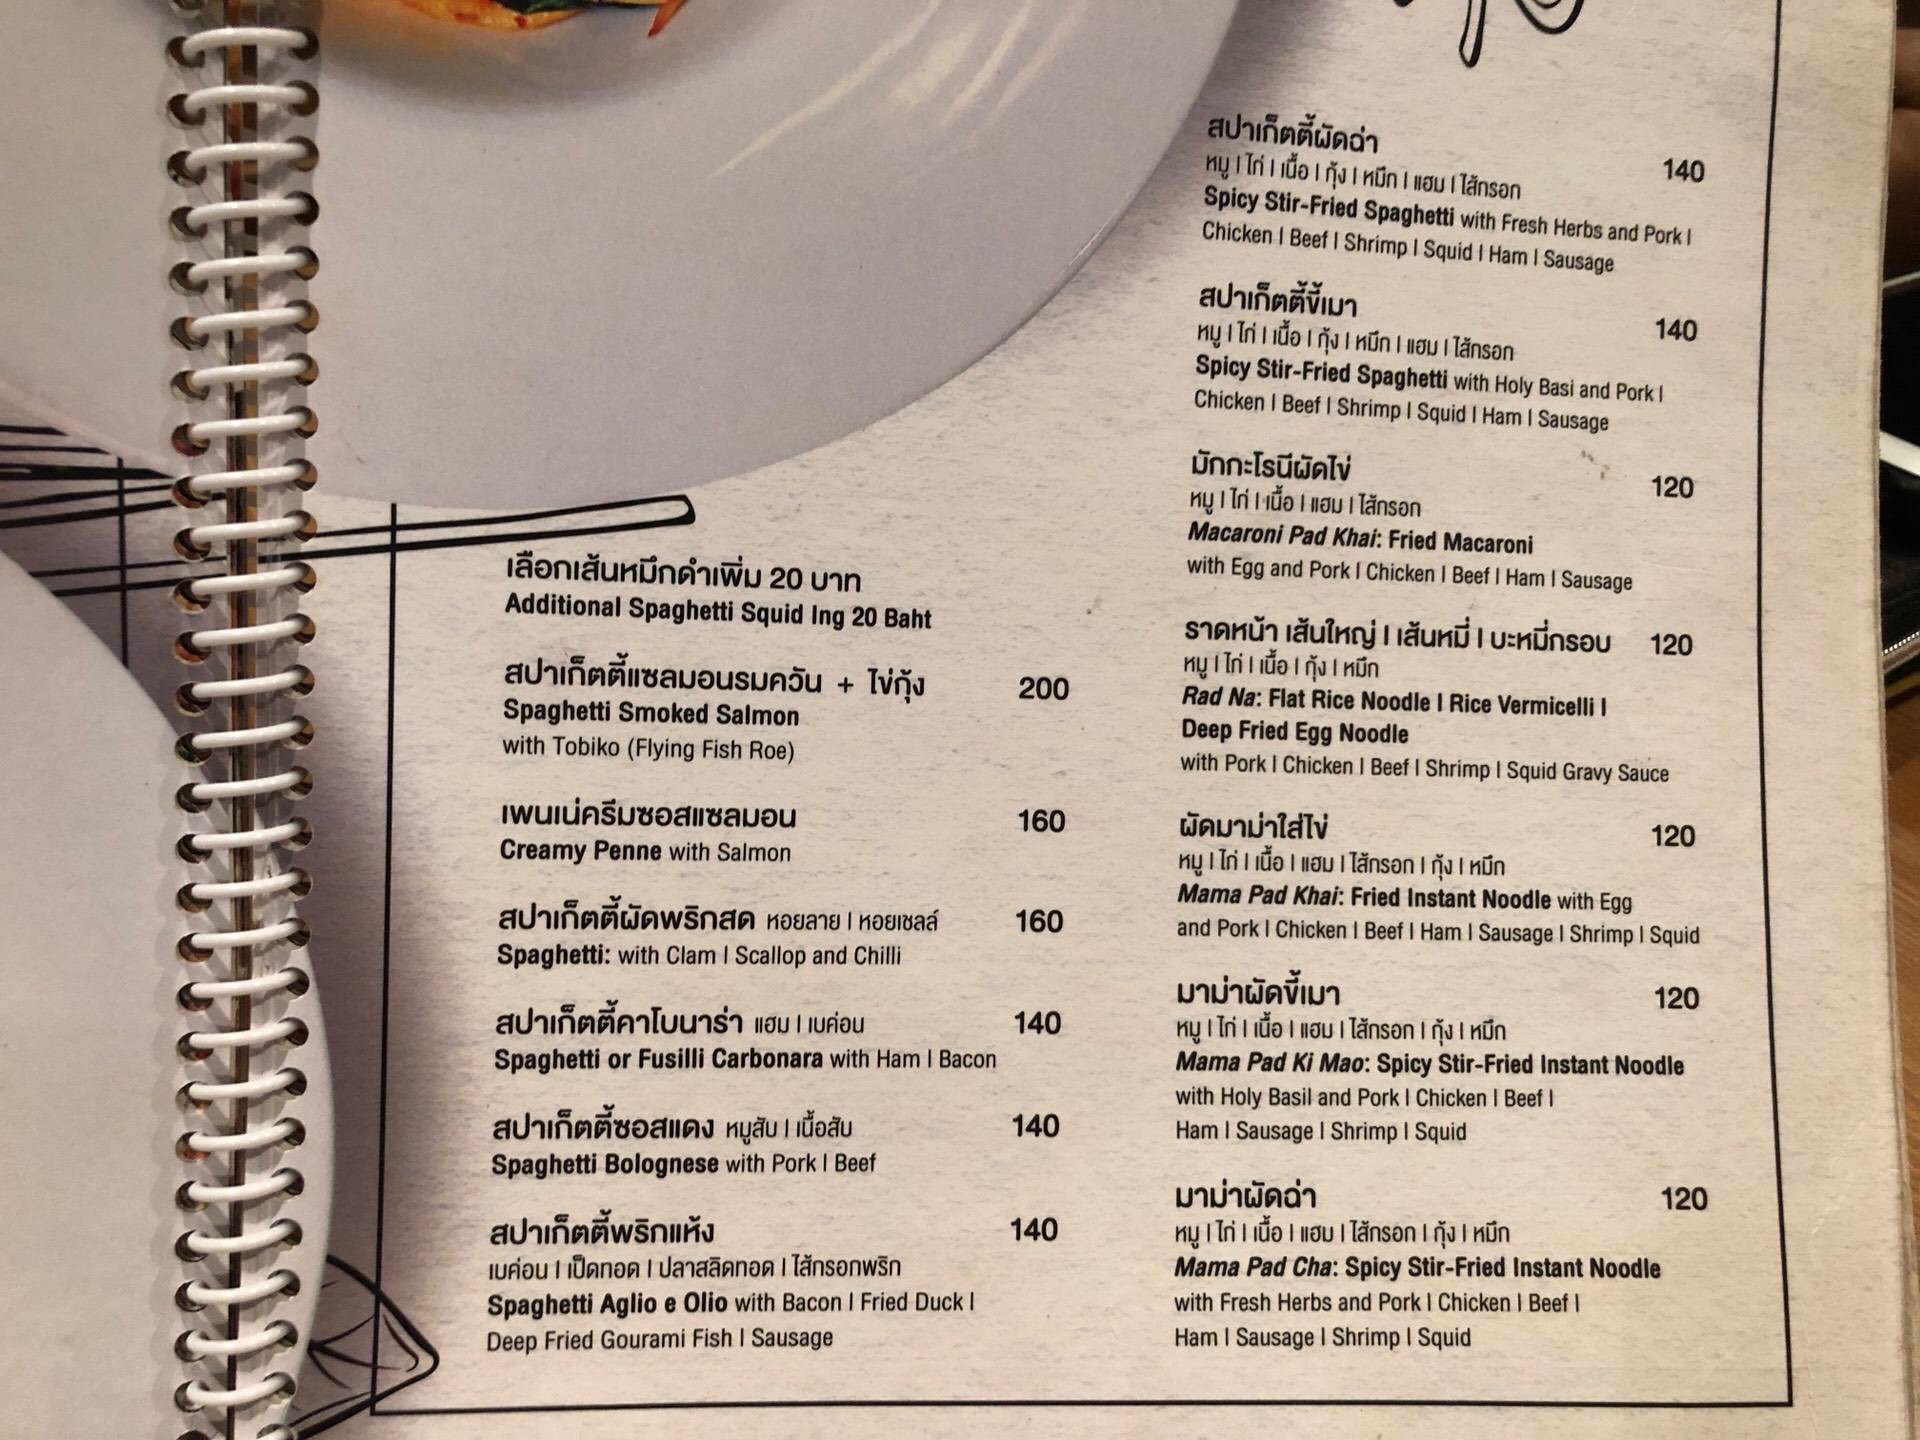 เลือกเส้นหมึกดำเพิ่ม 20 บาท
Additional Spaghetti Squid Ing 20 Baht
สปาเก็ตตี้แซลมอนรมควัน + ไข่กุ้ง 200
Spaghetti Smoked Salmon
with Tobiko (Flying Fish Roe)
เพนเน่ครีมซอสแซลมอน 160
Creamy Penne with Salmon
สปาเก็ตตี้ผัดพริกสด หอยลาย | หอยเชลล์ 160
Spaghetti: with Clam | Scallop and Chilli
สปาเก็ตตี้คาโบนาร่า แฮม | เบค่อน 140
Spaghetti or Fusilli Carbonara with Ham | Bacon
สปาเก็ตตี้ซอสแดง หมูสับ | เนื้อสับ 140
Spaghetti Bolognese with Pork | Beef
สปาเก็ตตี้พริกแห้ง 140
เบค่อน | เป็ดทอด | ปลาสลิดทอด | ไส้กรอกพริก
Spaghetti Aglio e Olio with Bacon | Fried Duck |
Deep Fried Gourami Fish | Sausage
สปาเก็ตตี้ผัดฉ่า 140
หมู | ไก่ | เนื้อ | กุ้ง | หมึก | แฮม | ไส้กรอก
Spicy Stir-Fried Spaghetti with Fresh Herbs and Pork |
Chicken | Beef | Shrimp | Squid | Ham | Sausage
สปาเก็ตตี้ขี้เมา 140
หมู | ไก่ | เนื้อ | กุ้ง | หมึก | แฮม | ไส้กรอก
Spicy Stir-Fried Spaghetti with Holy Basi and Pork |
Chicken | Beef | Shrimp | Squid | Ham | Sausage
มักกะโรนีผัดไข่ 120
หมู | ไก่ | เนื้อ | แฮม | ไส้กรอก
Macaroni Pad Khai: Fried Macaroni
with Egg and Pork | Chicken | Beef | Ham | Sausage
ราดหน้า เส้นใหญ่ | เส้นหมี่ | บะหมี่กรอบ 120
หมู | ไก่ | เนื้อ | กุ้ง | หมึก
Rad Na: Flat Rice Noodle | Rice Vermicelli |
Deep Fried Egg Noodle
with Pork | Chicken | Beef | Shrimp | Squid Gravy Sauce
ผัดมาม่าใส่ไข่ 120
หมู | ไก่ | เนื้อ | แฮม | ไส้กรอก | กุ้ง | หมึก
Mama Pad Khai: Fried Instant Noodle with Egg
and Pork | Chicken | Beef | Ham | Sausage | Shrimp | Squid
มาม่าผัดขี้เมา 120
หมู | ไก่ | เนื้อ | แฮม | ไส้กรอก | กุ้ง | หมึก
Mama Pad Ki Mao: Spicy Stir-Fried Instant Noodle
with Holy Basil and Pork | Chicken | Beef |
Ham | Sausage | Shrimp | Squid
มาม่าผัดฉ่า 120
หมู | ไก่ | เนื้อ | แฮม | ไส้กรอก | กุ้ง | หมึก
Mama Pad Cha: Spicy Stir-Fried Instant Noodle
with Fresh Herbs and Pork | Chicken | Beef |
Ham | Sausage | Shrimp | Squid